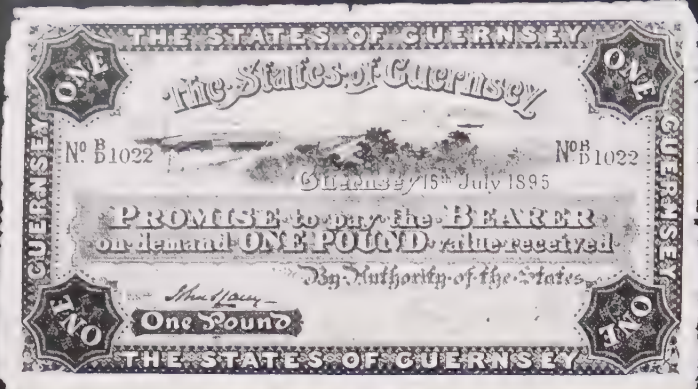 THE STATES OF GUERNSEY
ONE
ONE
The States of Guernsey
GUERNSEY
GUERNSEY
Nº B/D 1022
Nº B/D 1022
Guernsey 15th July 1895
PROMISE to pay the BEARER
on demand ONE POUND value received
By Authority of the States
One Pound
ONE
ONE
THE STATES OF GUERNSEY